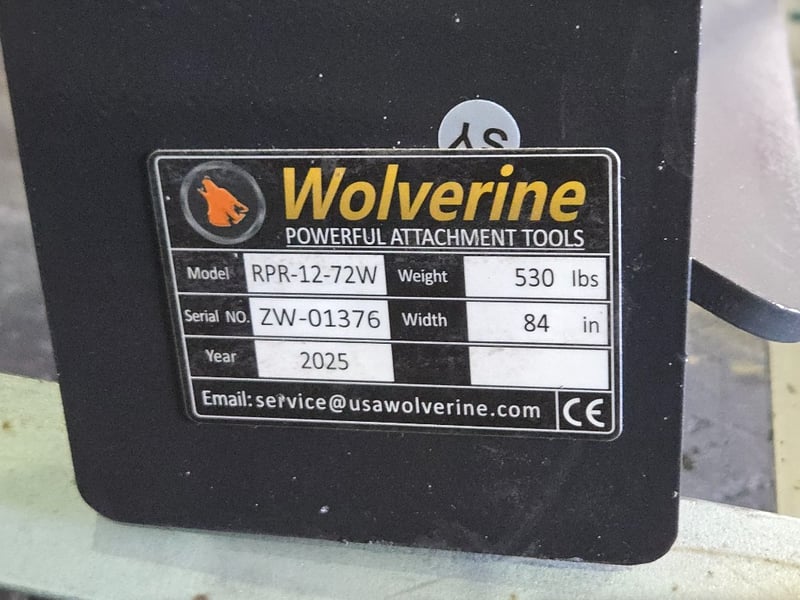 SY
Wolverine
POWERFUL ATTACHMENT TOOLS
Model RPR-12-72W Weight 530 lbs
Serial NO. ZW-01376 Width 84 in
Year 2025
Email: service@usawolverine.com CE